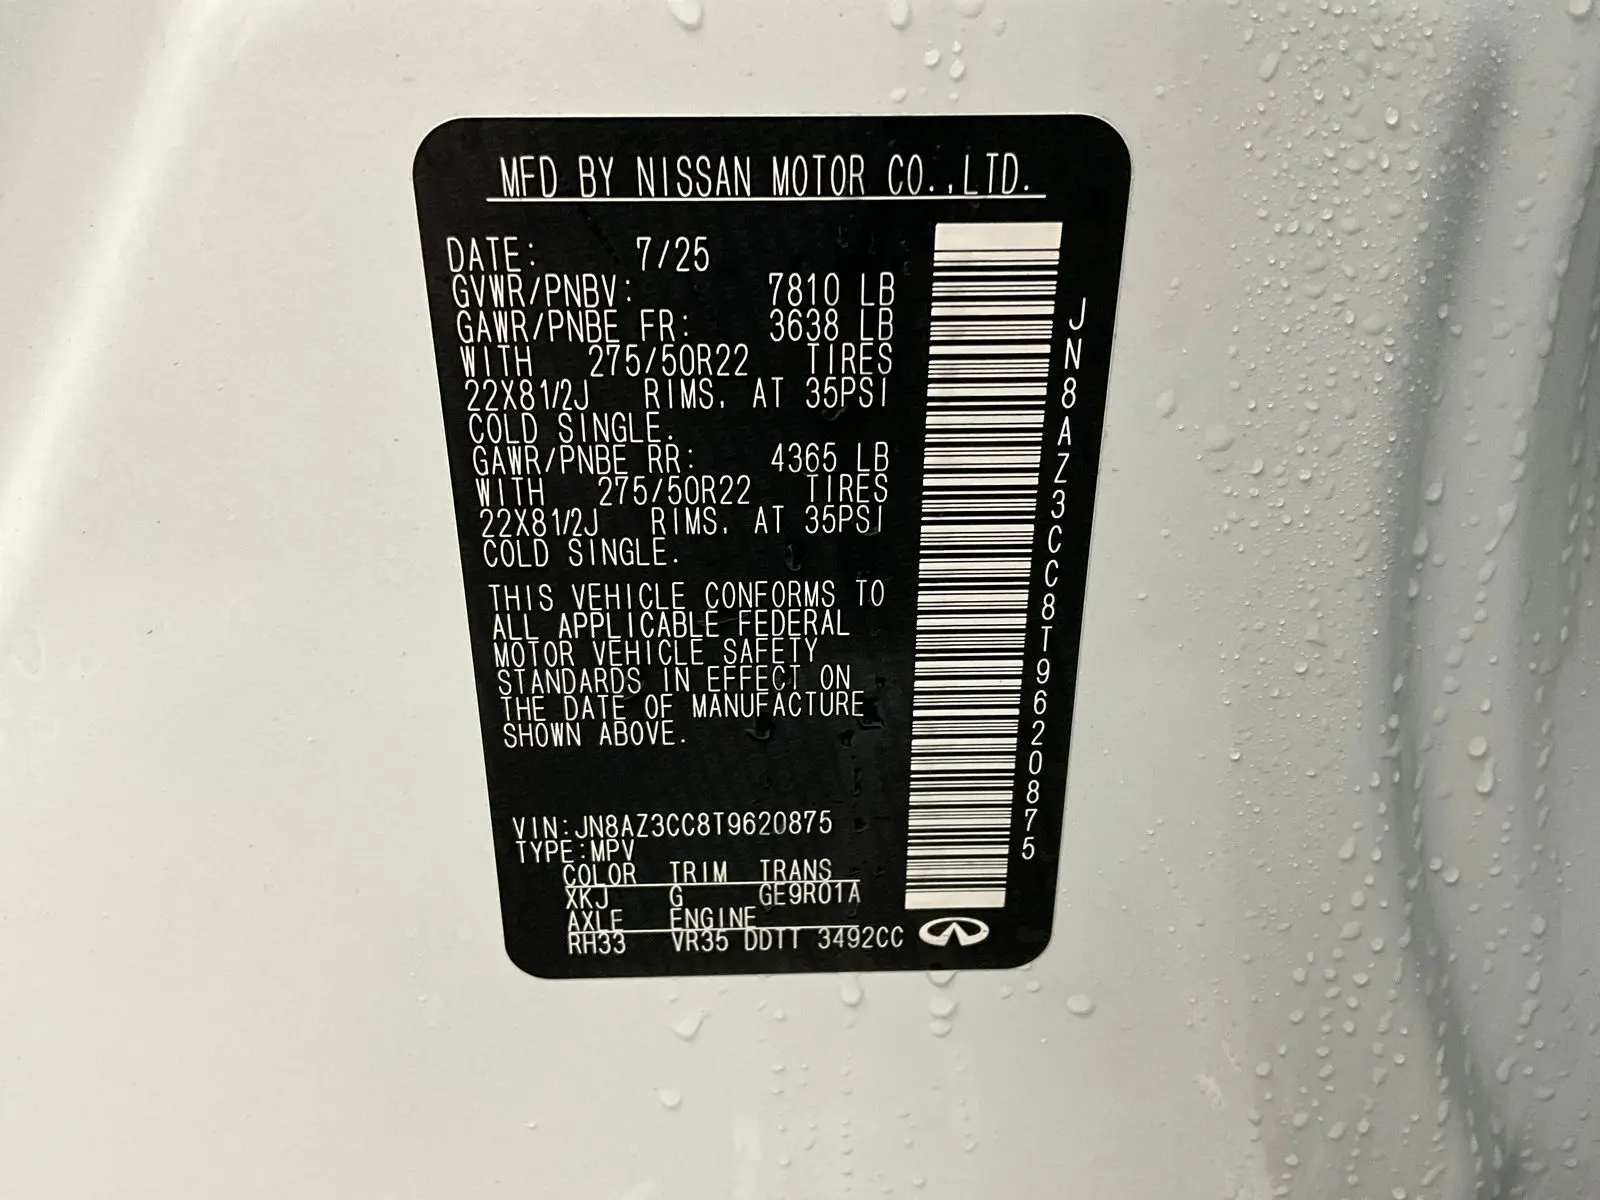 MFD BY NISSAN MOTOR CO.,LTD.
DATE: 7/25
GVWR/PNBV: 7810 LB
GAWR/PNBE FR: 3638 LB
WITH 275/50R22 TIRES
22X81/2J RIMS, AT 35PSI
COLD SINGLE.
GAWR/PNBE RR: 4365 LB
WITH 275/50R22 TIRES
22X81/2J RIMS, AT 35PSI
COLD SINGLE.
THIS VEHICLE CONFORMS TO
ALL APPLICABLE FEDERAL
MOTOR VEHICLE SAFETY
STANDARDS IN EFFECT ON
THE DATE OF MANUFACTURE
SHOWN ABOVE.
VIN:JN8AZ3CC8T9620875
TYPE:MPV
COLOR TRIM TRANS
XKJ G GE9R01A
AXLE ENGINE
RH33 VR35 DDTT 3492CC
JN8AZ3CC8T9620875